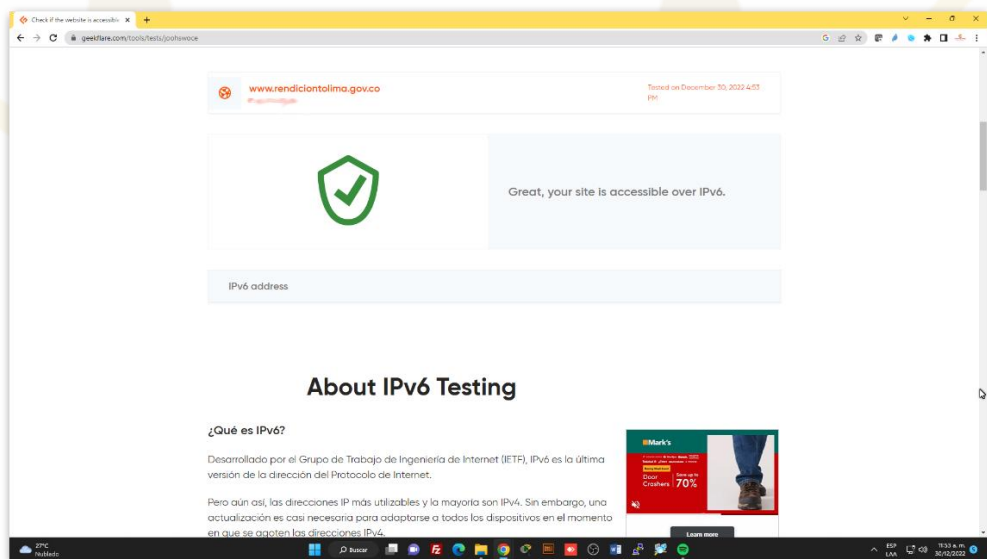 Check if the website is accessible
geekflare.com/tools/tests/joohswoce
www.rendiciontolima.gov.co
Tested on December 30, 2022 4:53
PM
Great, your site is accessible over IPv6.
IPv6 address
About IPv6 Testing
¿Qué es IPv6?
Desarrollado por el Grupo de Trabajo de Ingeniería de Internet (IETF), IPv6 es la última
versión de la dirección del Protocolo de Internet.
Pero aún así, las direcciones IP más utilizables y la mayoría son IPv4. Sin embargo, una
actualización es casi necesaria para adaptarse a todos los dispositivos en el momento
en que se agoten las direcciones IPv4.
Mark's
Door
Crashers
Save up to
70%
Learn more
27°C
Nublado
Buscar
ESP
LAA
11:53 a. m.
30/12/2022